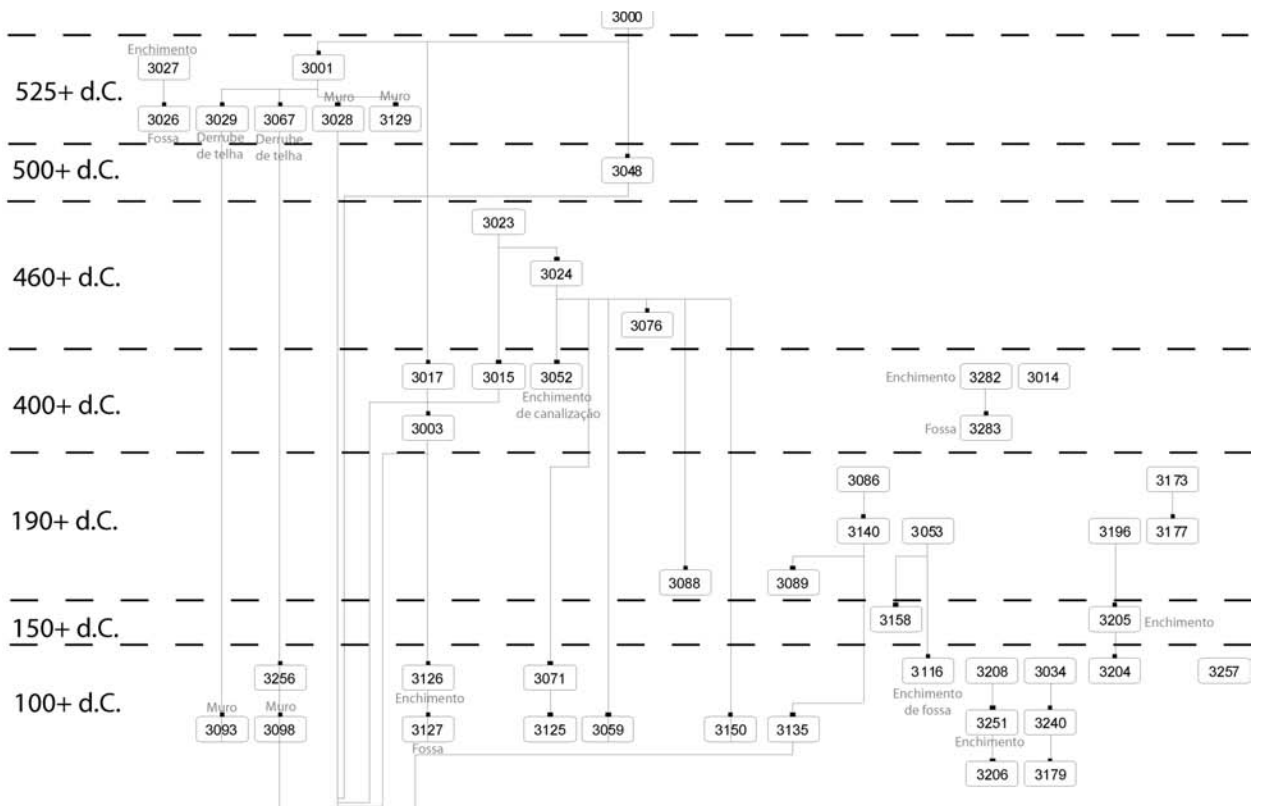 3000
Enchimento
3027
3001
525+ d.C.
Muro
Muro
3026
3029
3067
3028
3129
Fossa
Derrube
de telha
Derrube
de telha
500+ d.C.
3048
3023
460+ d.C.
3024
3076
3017
3015
3052
Enchimento
3282
3014
400+ d.C.
Enchimento
de canalização
3003
Fossa
3283
3086
3173
190+ d.C.
3140
3053
3196
3177
3088
3089
150+ d.C.
3158
3205
Enchimento
3256
3126
3071
3116
3208
3034
3204
3257
100+ d.C.
Enchimento
Enchimento
de fossa
Muro
Muro
3093
3098
3127
3125
3059
3150
3135
3251
3240
Fossa
Enchimento
3206
3179